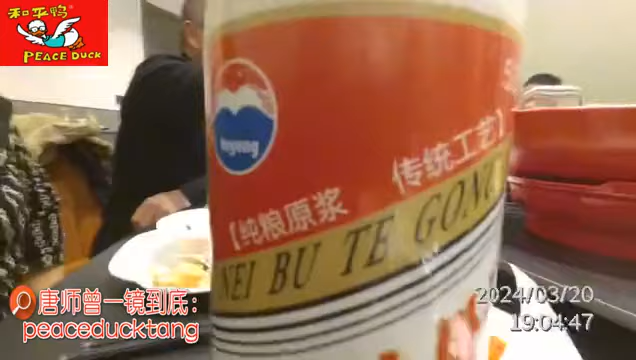 和平鸭
PEACE DUCK
传统工艺】
【纯粮原浆
NEI BU TE GONG
唐师曾一镜到底:
peaceducktang
2024/03/20
19:04:47